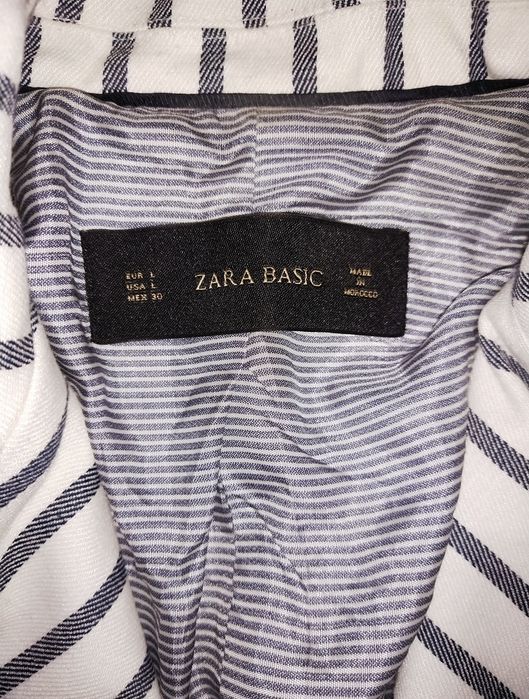 EUR L
USA L
MEX 30
ZARA BASIC
MADE
IN
MOROCCO